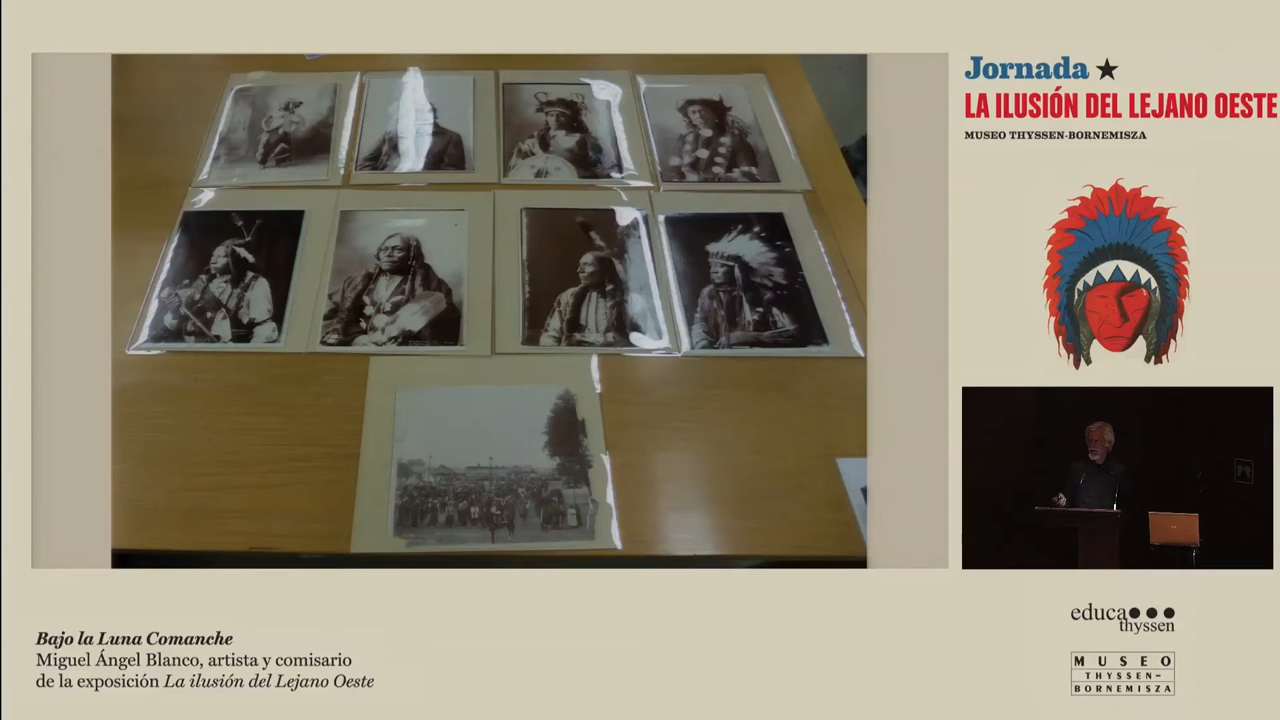 Jornada
LA ILUSIÓN DEL LEJANO OESTE
MUSEO THYSSEN-BORNEMISZA
Bajo la Luna Comanche
Miguel Ángel Blanco, artista y comisario
de la exposición La ilusión del Lejano Oeste
educa
thyssen
MUSEO
THYSSEN-
BORNEMISZA